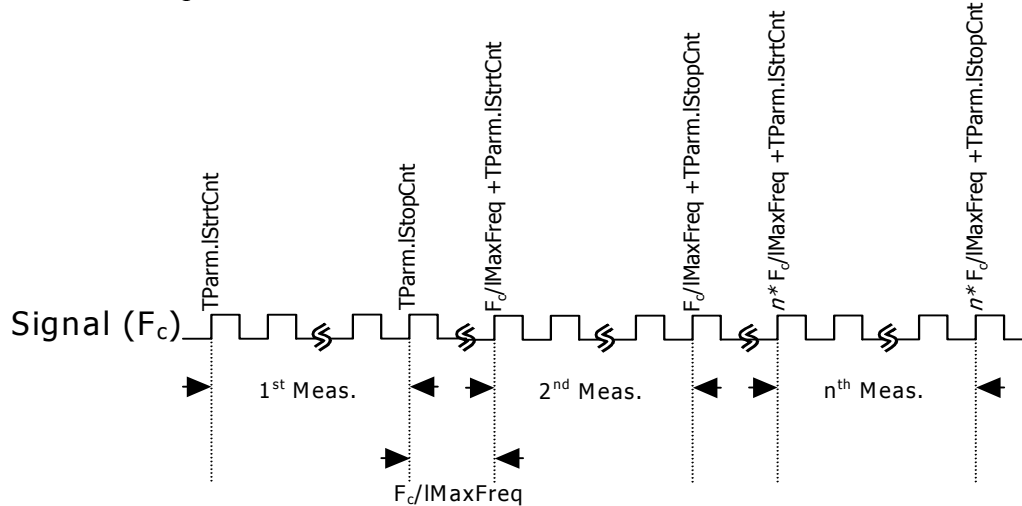 TParm.lStrtCnt
TParm.lStopCnt
Fc/lMaxFreq +TParm.lStrtCnt
Fc/lMaxFreq +TParm.lStopCnt
n* Fc/lMaxFreq +TParm.lStrtCnt
n* Fc/lMaxFreq +TParm.lStopCnt
Signal (Fc)
1st Meas.
2nd Meas.
nth Meas.
Fc/lMaxFreq